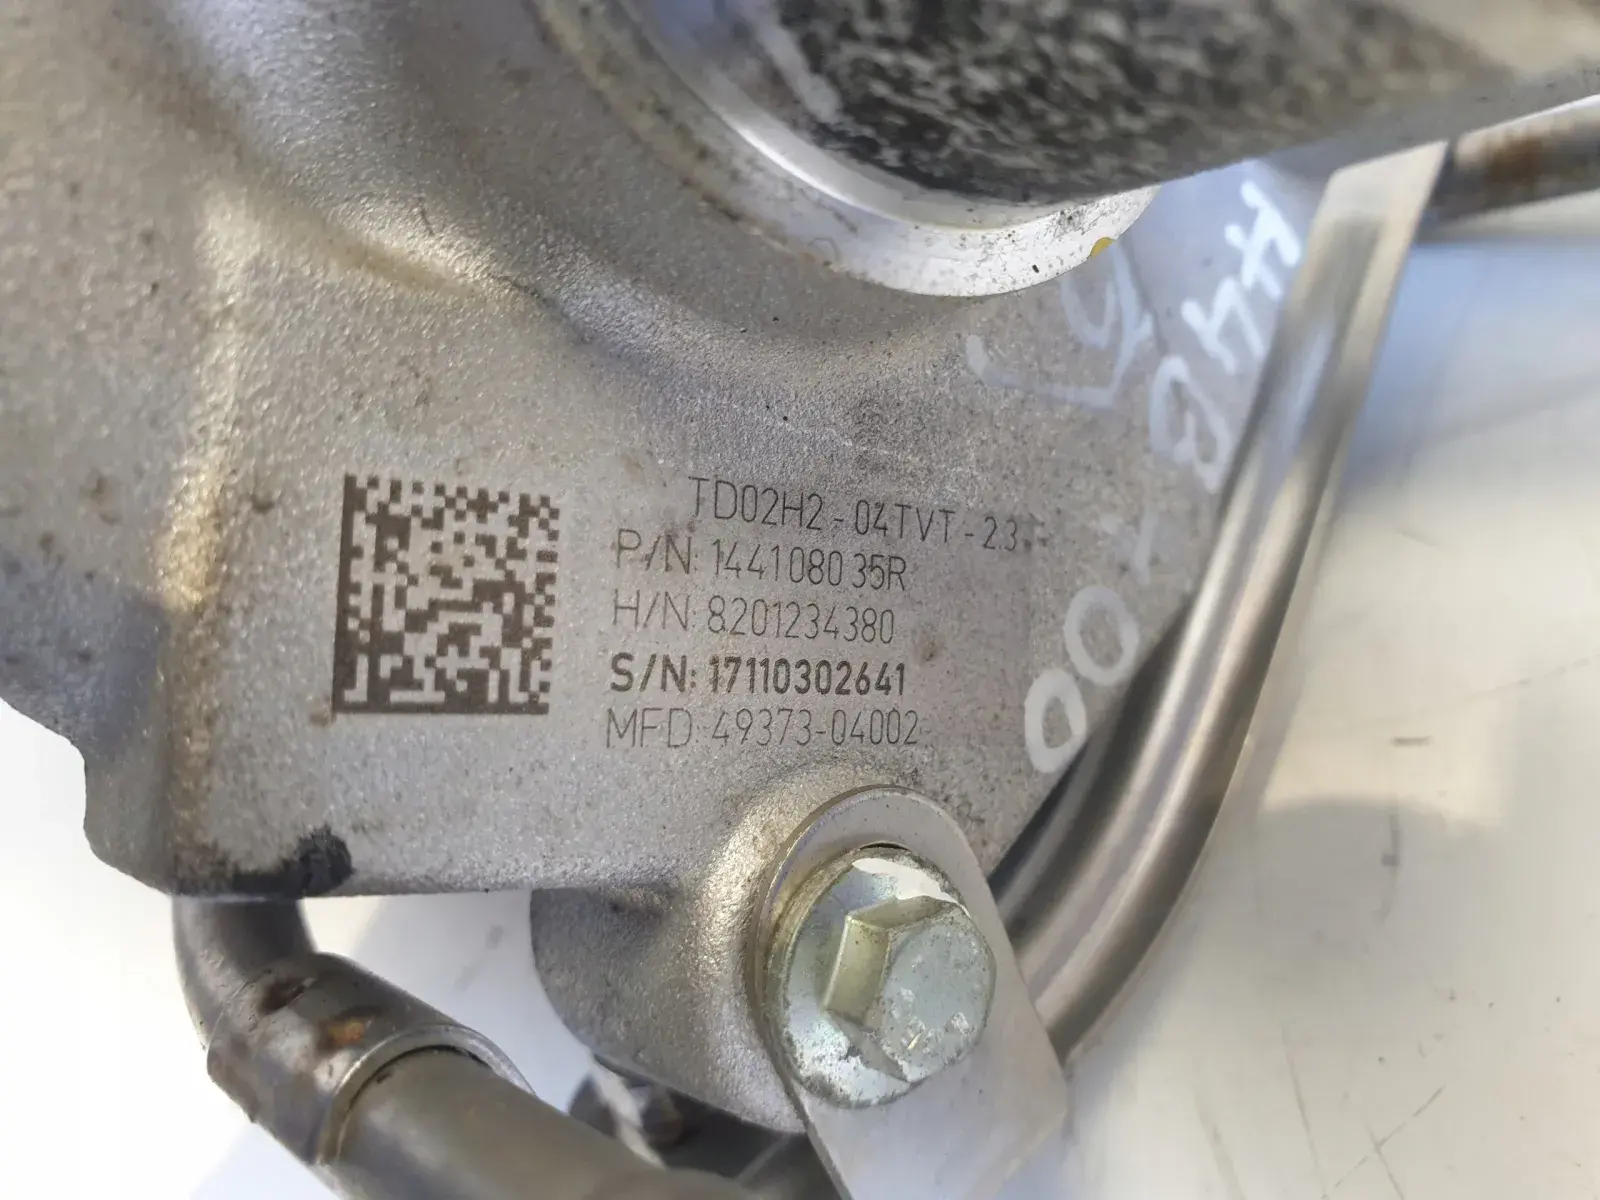 TD02H2-04TVT-2.3
P/N: 144108035R
H/N: 8201234380
S/N: 17110302641
MFD: 49373-04002